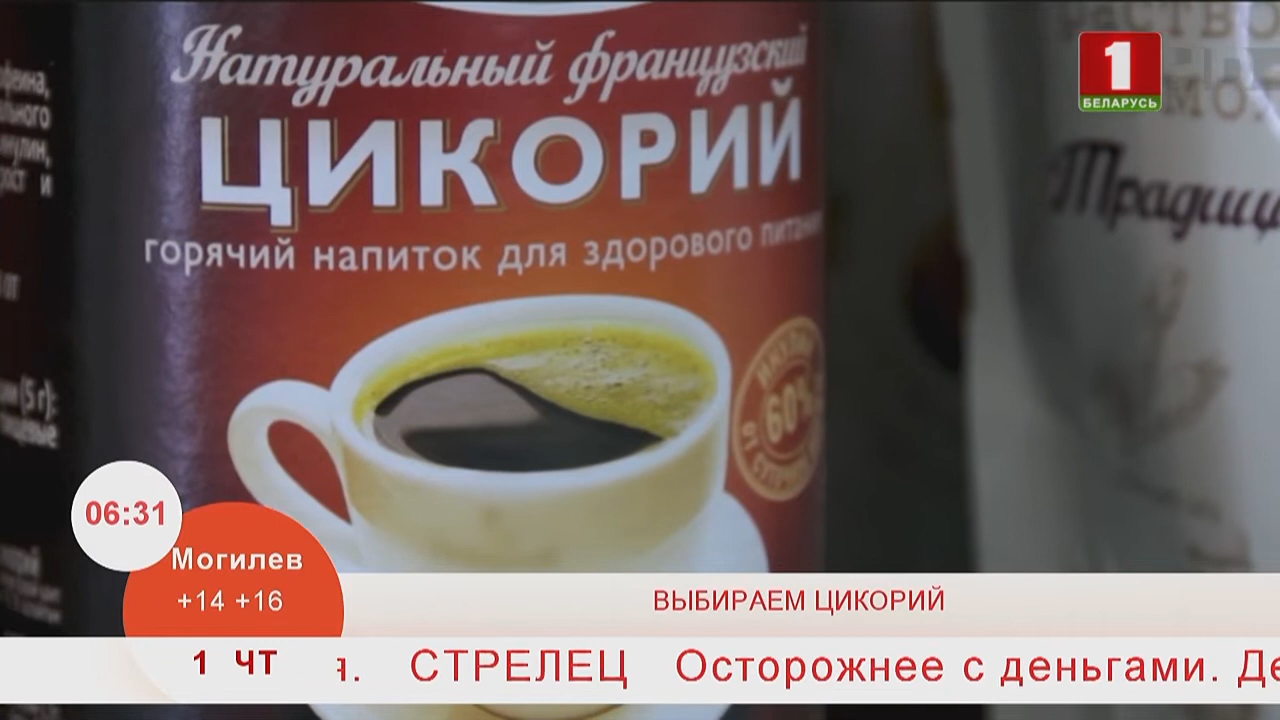 Натуральный французский
ЦИКОРИЙ
горячий напиток для здорового питания
60%
Традиц
1
БЕЛАРУСЬ
06:31
Могилев
+14 +16
1 ЧТ
ВЫБИРАЕМ ЦИКОРИЙ
я. СТРЕЛЕЦ Осторожнее с деньгами. Де